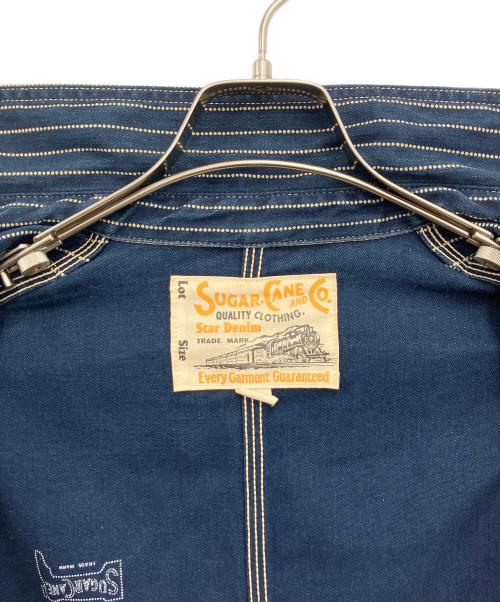 Lot
Size
SUGAR·CANE AND CO.
QUALITY CLOTHING.
Star Denim
TRADE MARK
Every Garment Guaranteed
SUGAR CANE
TRADE MARK